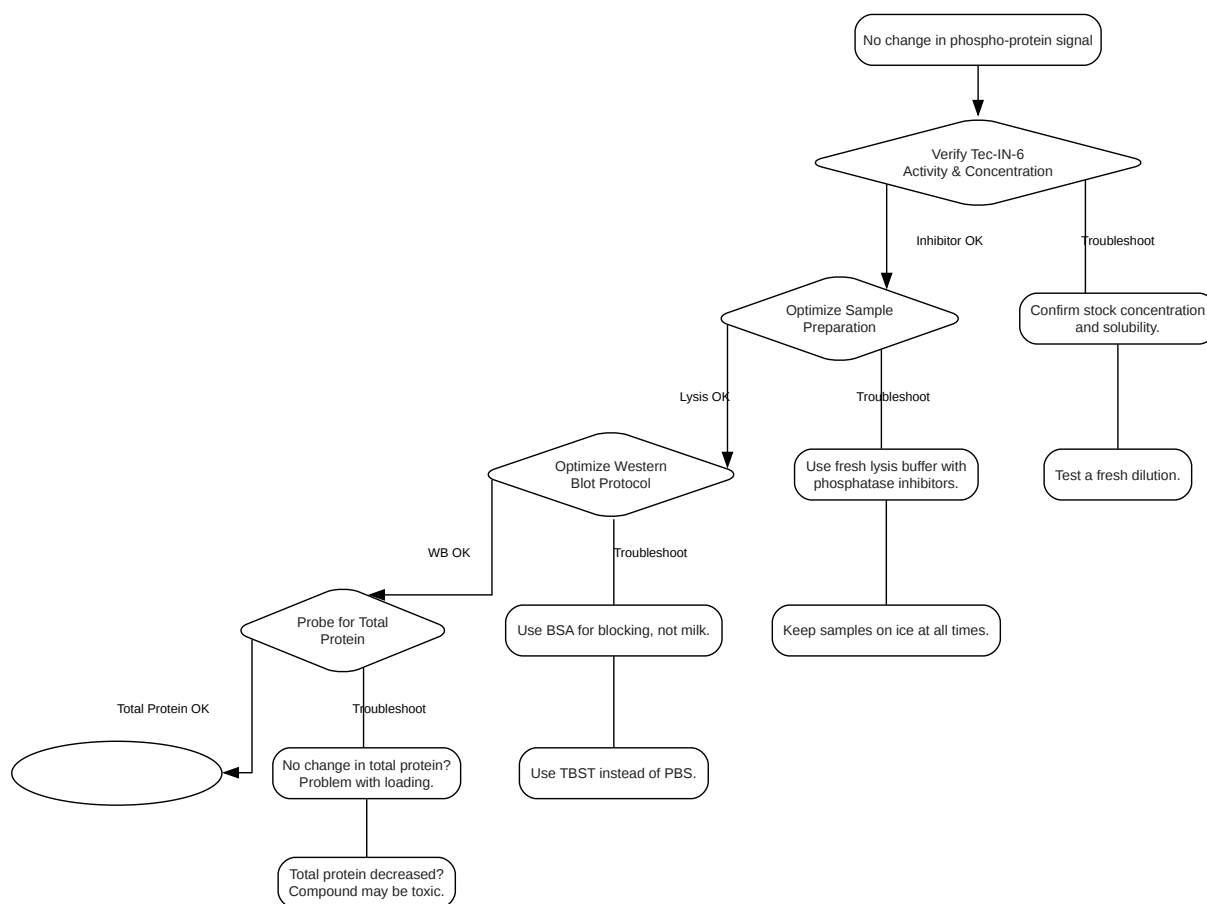 No change in phospho-protein signal
Verify Tec-IN-6
Activity & Concentration
Inhibitor OK
Troubleshoot
Optimize Sample
Preparation
Confirm stock concentration
and solubility.
Lysis OK
Troubleshoot
Optimize Western
Blot Protocol
Use fresh lysis buffer with
phosphatase inhibitors.
Test a fresh dilution.
WB OK
Troubleshoot
Probe for Total
Protein
Use BSA for blocking, not milk.
Keep samples on ice at all times.
Total Protein OK
Troubleshoot
No change in total protein?
Problem with loading.
Use TBST instead of PBS.
Total protein decreased?
Compound may be toxic.